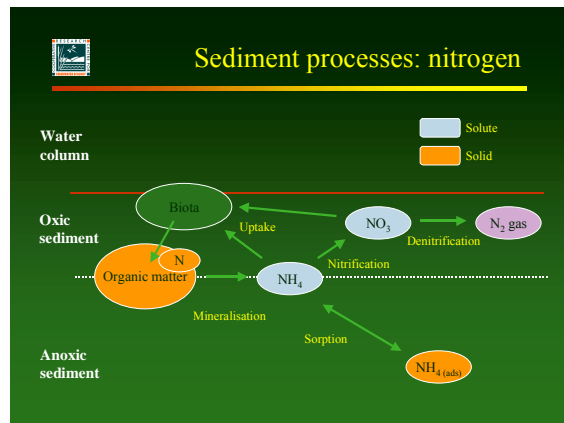 RESEARCH
Sediment processes: nitrogen
Solute
Solid
Water
column
Biota
Oxic
sediment
Uptake
NO3
N2 gas
Denitrification
N
Organic matter
NH4
Nitrification
Mineralisation
Sorption
Anoxic
sediment
NH4 (ads)